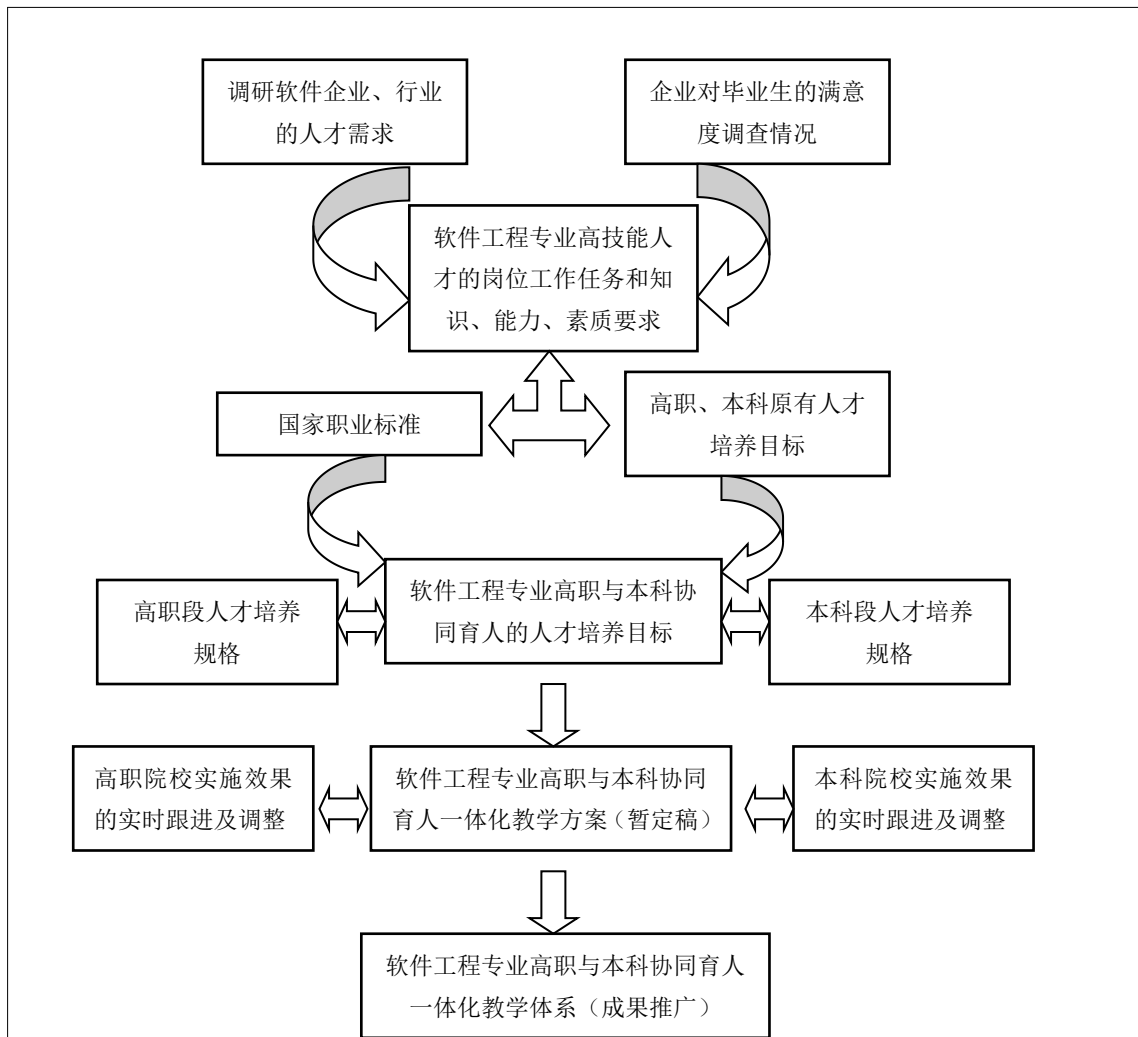 调研软件企业、行业
的人才需求
企业对毕业生的满意
度调查情况
软件工程专业高技能人
才的岗位工作任务和知
识、能力、素质要求
国家职业标准
高职、本科原有人才
培养目标
软件工程专业高职与本科协
同育人的人才培养目标
高职段人才培养
规格
本科段人才培养
规格
高职院校实施效果
的实时跟进及调整
软件工程专业高职与本科协同
育人一体化教学方案（暂定稿）
本科院校实施效果
的实时跟进及调整
软件工程专业高职与本科协同育人
一体化教学体系（成果推广）